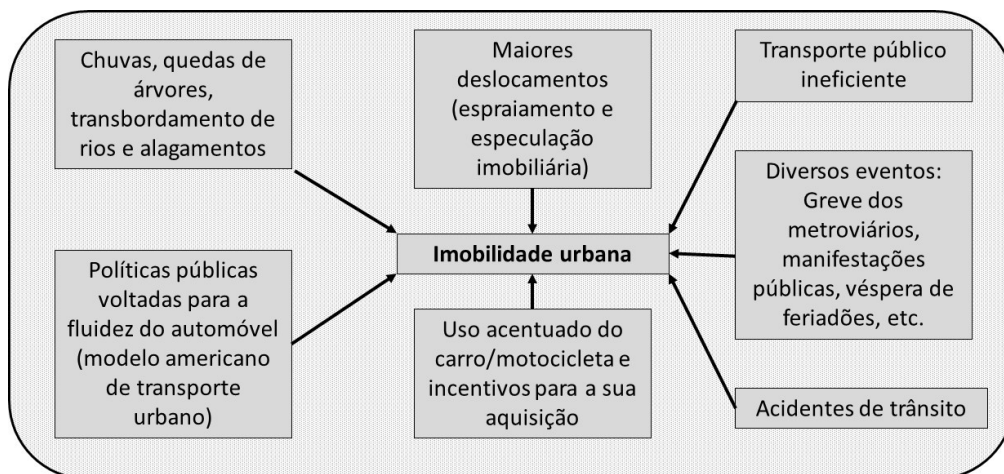 Chuvas, quedas de
árvores,
transbordamento de
rios e alagamentos
Maiores
deslocamentos
(espraiamento e
especulação
imobiliária)
Transporte público
ineficiente
Diversos eventos:
Greve dos
metroviários,
manifestações
públicas, véspera de
feriadões, etc.
Imobilidade urbana
Políticas públicas
voltadas para a
fluidez do automóvel
(modelo americano
de transporte
urbano)
Uso acentuado do
carro/motocicleta e
incentivos para a sua
aquisição
Acidentes de trânsito